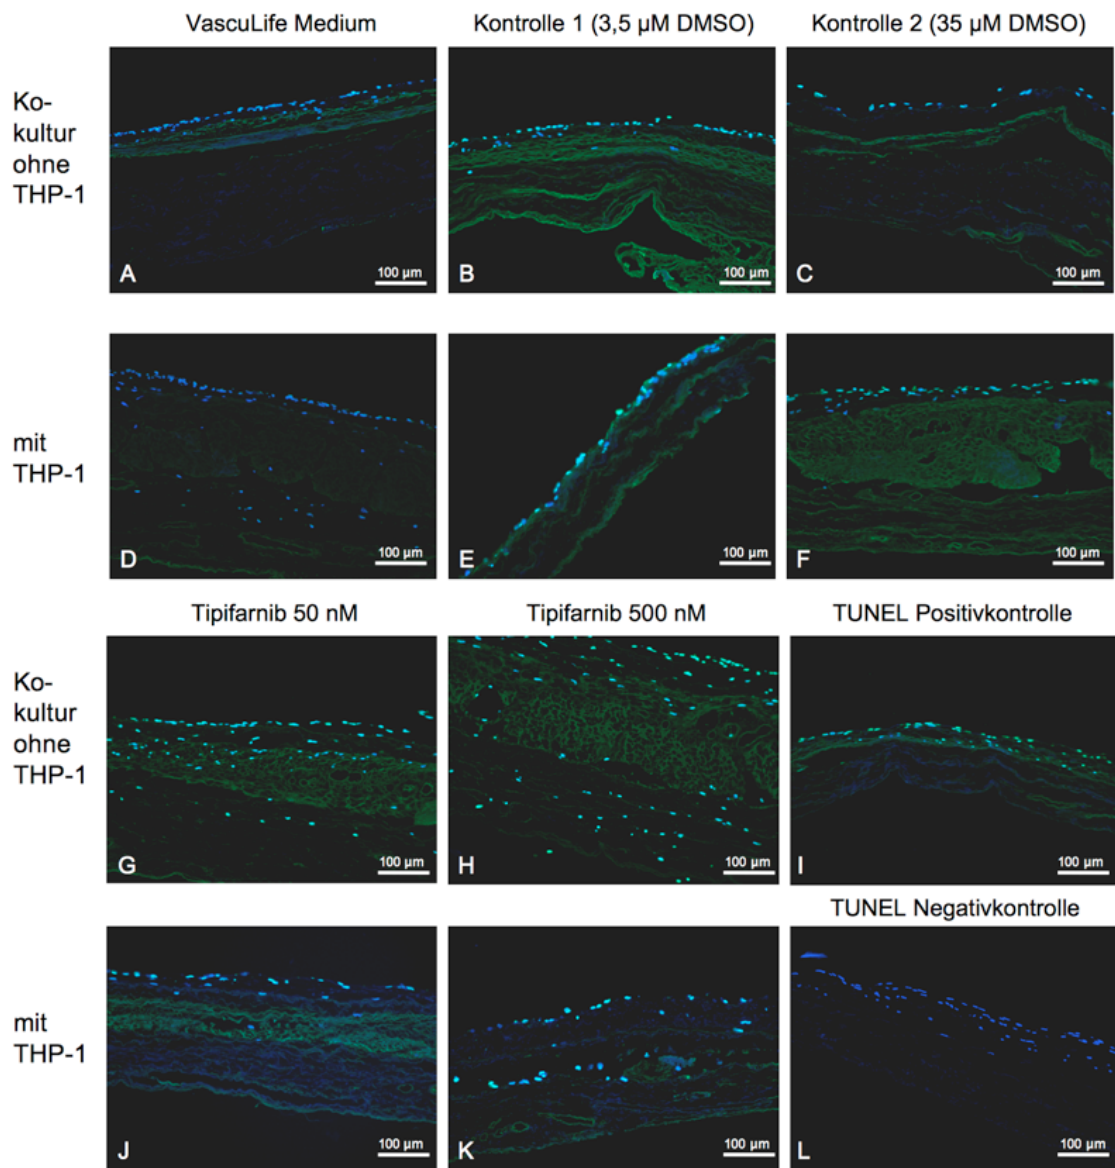 VascuLife Medium
Kontrolle 1 (3,5 µM DMSO)
Kontrolle 2 (35 µM DMSO)
Ko-
kultur
ohne
THP-1
A
100 µm
B
100 µm
C
100 µm
mit
THP-1
D
100 µm
E
100 µm
F
100 µm
Tipifarnib 50 nM
Tipifarnib 500 nM
TUNEL Positivkontrolle
Ko-
kultur
ohne
THP-1
G
100 µm
H
100 µm
I
100 µm
TUNEL Negativkontrolle
mit
THP-1
J
100 µm
K
100 µm
L
100 µm